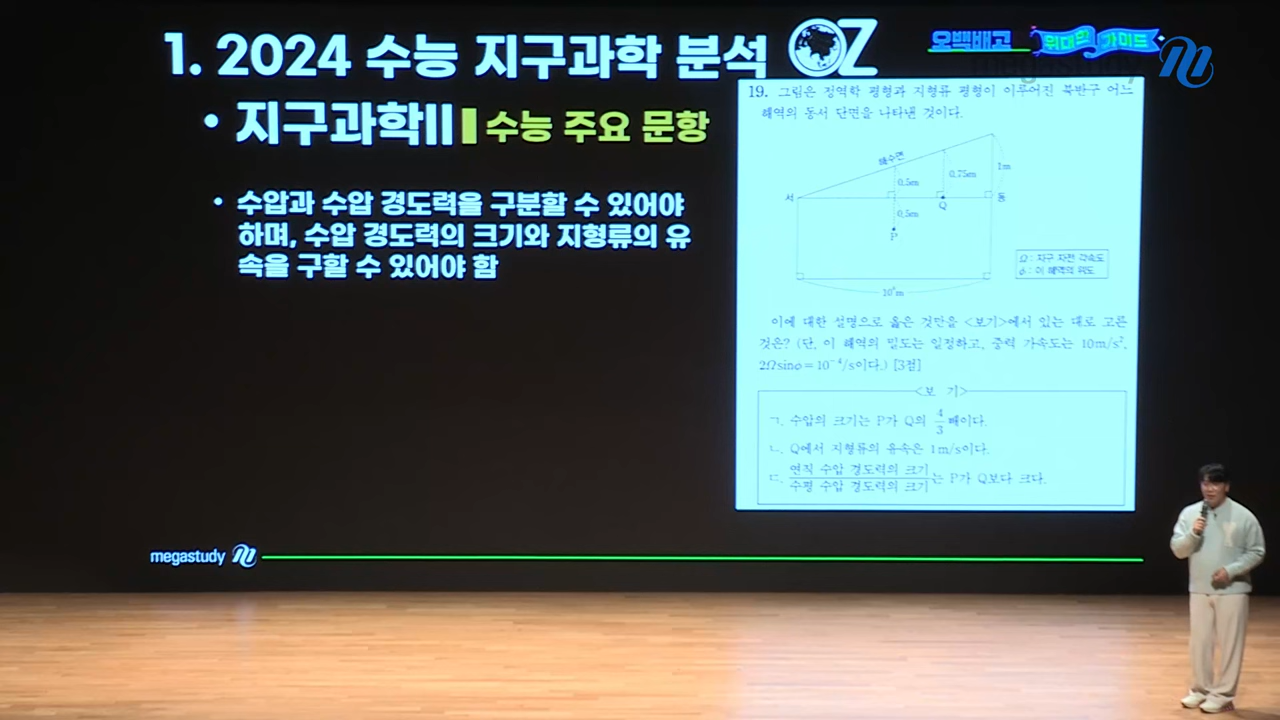 1. 2024 수능 지구과학 분석 OZ
오백배고 위대한 가이드
megastudy
• 지구과학II 수능 주요 문항
• 수압과 수압 경도력을 구분할 수 있어야
하며, 수압 경도력의 크기와 지형류의 유
속을 구할 수 있어야 함
19. 그림은 정역학 평형과 지형류 평형이 이루어진 북반구 어느
해역의 동서 단면을 나타낸 것이다.
해수면
1m
0.75m
0.5m
서
동
Q
0.5m
P
Ω : 지구 자전 각속도
φ : 이 해역의 위도
10⁶m
이에 대한 설명으로 옳은 것만을 <보기>에서 있는 대로 고른
것은? (단, 이 해역의 밀도는 일정하고, 중력 가속도는 10m/s²,
2Ωsinφ=10⁻⁴/s이다.) [3점]
<보 기>
ㄱ. 수압의 크기는 P가 Q의 4/3배이다.
ㄴ. Q에서 지형류의 유속은 1m/s이다.
ㄷ. 연직 수압 경도력의 크기/수평 수압 경도력의 크기는 P가 Q보다 크다.
megastudy